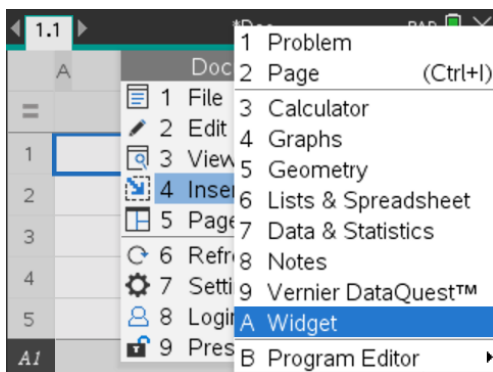 1.1
RAD
A
Doc
1 File
2 Edit
3 View
4 Inser
5 Page
6 Refr
7 Setti
8 Logi
9 Pres
1 Problem
2 Page (Ctrl+I)
3 Calculator
4 Graphs
5 Geometry
6 Lists & Spreadsheet
7 Data & Statistics
8 Notes
9 Vernier DataQuest™
A Widget
B Program Editor
=
1
2
3
4
5
A1